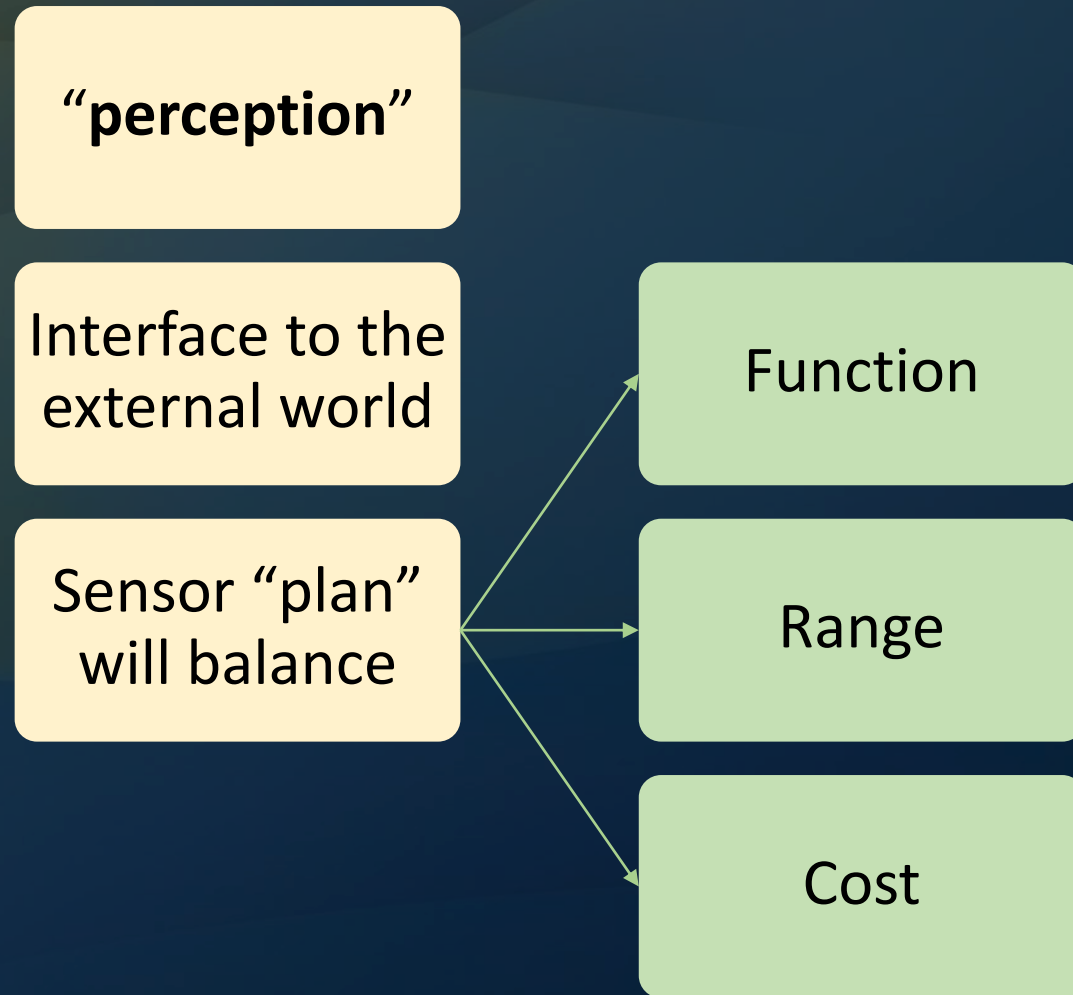 “perception”
Interface to the
external world
Sensor “plan”
will balance
Function
Range
Cost